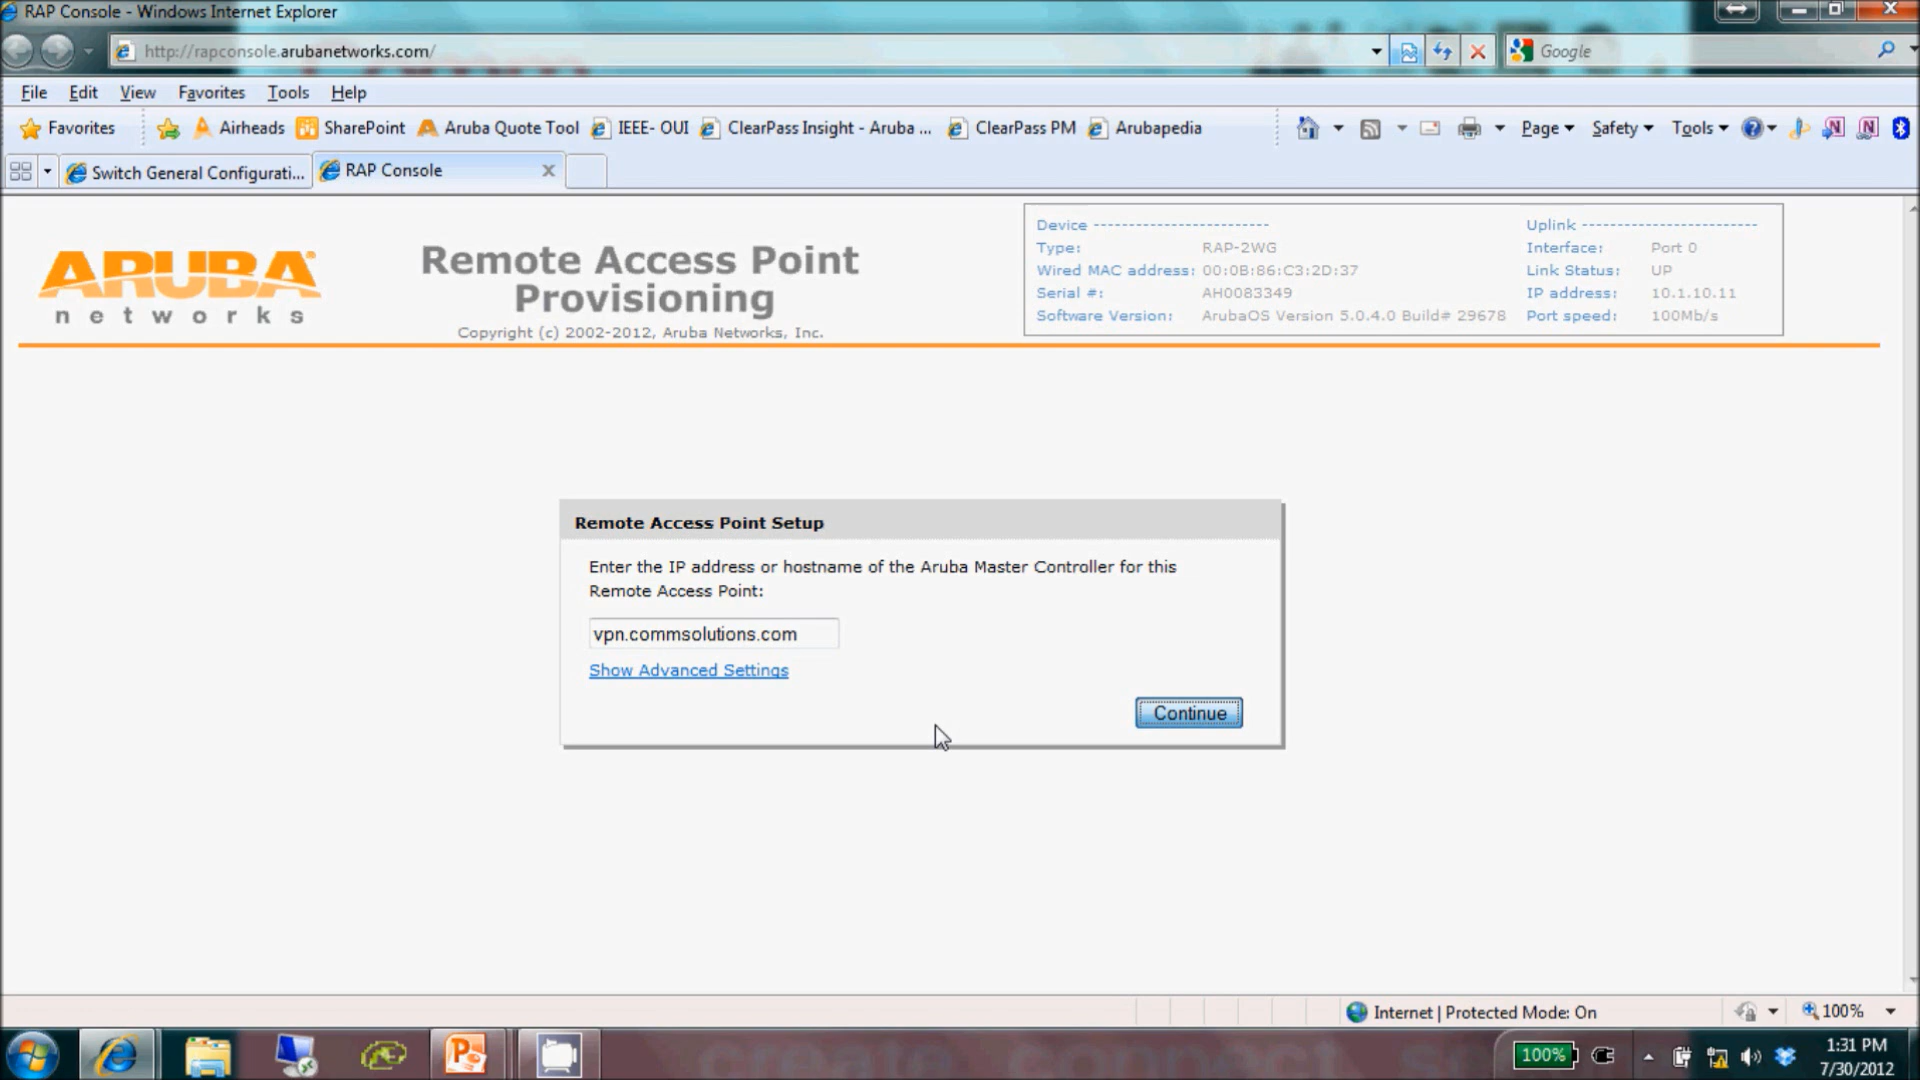 RAP Console - Windows Internet Explorer
http://rapconsole.arubanetworks.com/
Google
File Edit View Favorites Tools Help
Favorites Airheads SharePoint Aruba Quote Tool IEEE- OUI ClearPass Insight - Aruba ... ClearPass PM Arubapedia Page Safety Tools
Switch General Configurati... RAP Console
ARUBA
networks
Remote Access Point
Provisioning
Copyright (c) 2002-2012, Aruba Networks, Inc.
Device ------------------------- Uplink -------------------------
Type: RAP-2WG Interface: Port 0
Wired MAC address: 00:0B:86:C3:2D:37 Link Status: UP
Serial #: AH0083349 IP address: 10.1.10.11
Software Version: ArubaOS Version 5.0.4.0 Build# 29678 Port speed: 100Mb/s
Remote Access Point Setup
Enter the IP address or hostname of the Aruba Master Controller for this
Remote Access Point:
vpn.commsolutions.com
Show Advanced Settings
Continue
Internet | Protected Mode: On 100%
create connect
100% 1:31 PM
7/30/2012